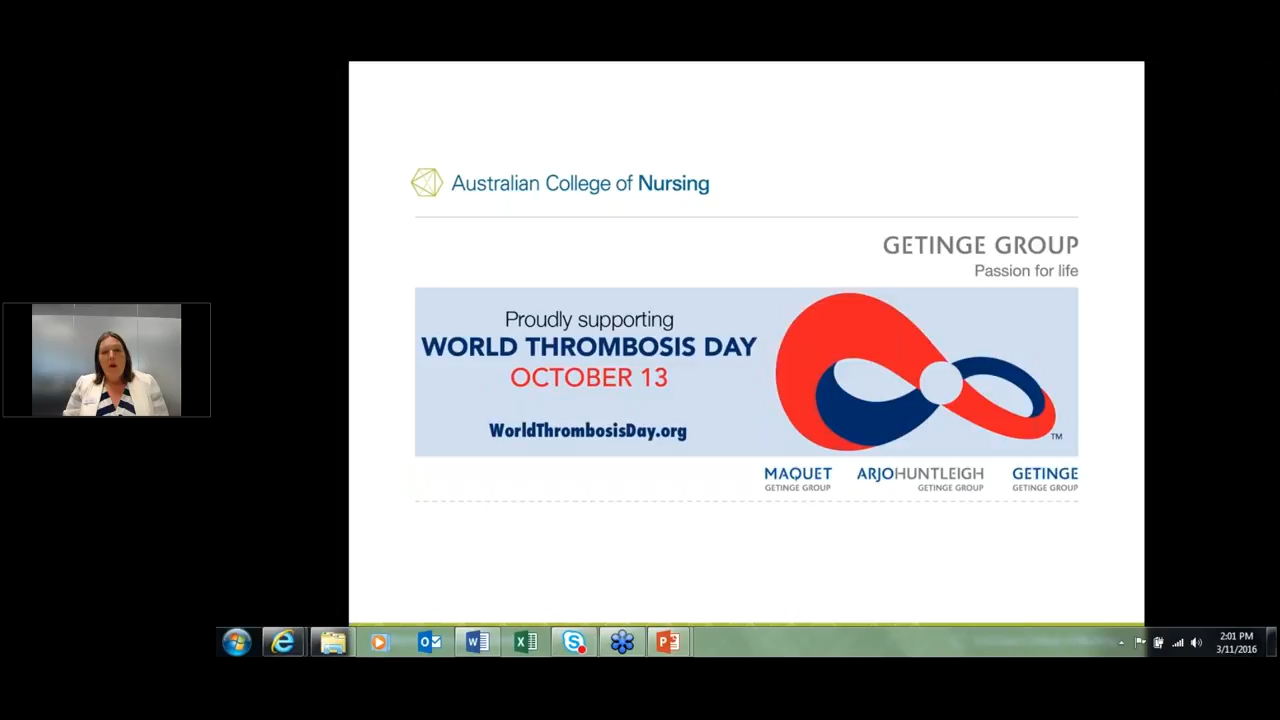 Australian College of Nursing
GETINGE GROUP
Passion for life
Proudly supporting
WORLD THROMBOSIS DAY
OCTOBER 13
WorldThrombosisDay.org
TM
MAQUET ARJOHUNTLEIGH GETINGE
GETINGE GROUP GETINGE GROUP GETINGE GROUP
2:01 PM
3/11/2016